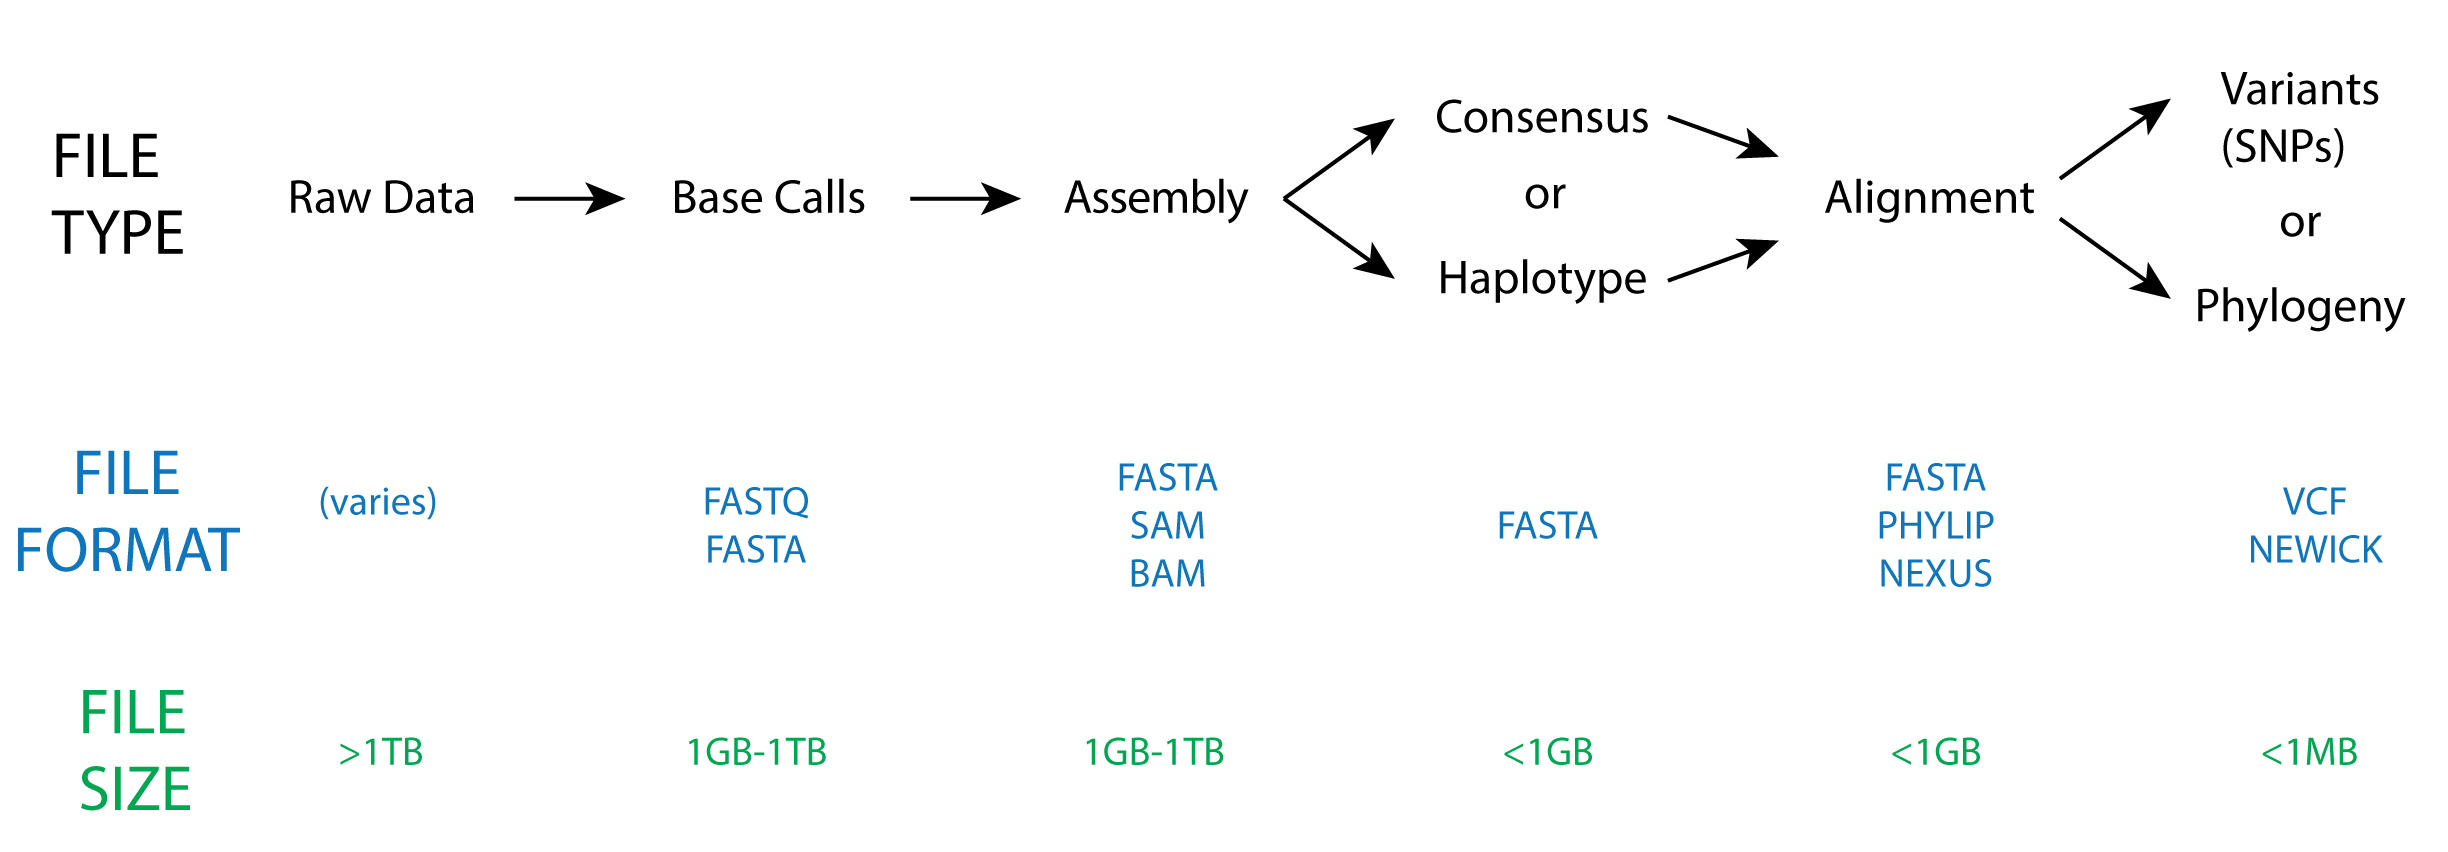 FILE
TYPE
Raw Data
Base Calls
Assembly
Consensus
or
Haplotype
Alignment
Variants
(SNPs)
or
Phylogeny
FILE
FORMAT
(varies)
FASTQ
FASTA
FASTA
SAM
BAM
FASTA
FASTA
PHYLIP
NEXUS
VCF
NEWICK
FILE
SIZE
>1TB
1GB-1TB
1GB-1TB
<1GB
<1GB
<1MB